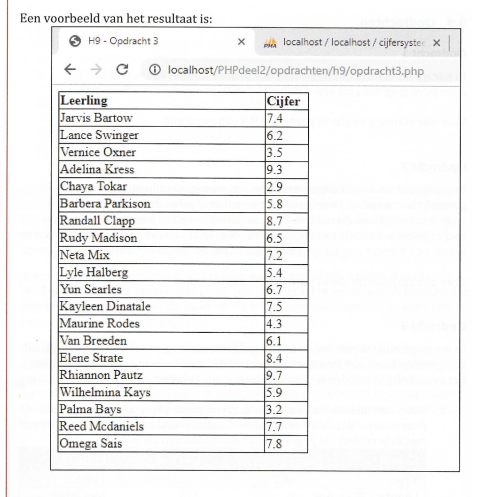 Een voorbeeld van het resultaat is:
H9 - Opdracht 3 × PMA localhost / localhost / cijfersyste ×
localhost/PHPdeel2/opdrachten/h9/opdracht3.php
Leerling Cijfer
Jarvis Bartow 7.4
Lance Swinger 6.2
Vernice Oxner 3.5
Adelina Kress 9.3
Chaya Tokar 2.9
Barbera Parkison 5.8
Randall Clapp 8.7
Rudy Madison 6.5
Neta Mix 7.2
Lyle Halberg 5.4
Yun Searles 6.7
Kayleen Dinatale 7.5
Maurine Rodes 4.3
Van Breeden 6.1
Elene Strate 8.4
Rhiannon Pautz 9.7
Wilhelmina Kays 5.9
Palma Bays 3.2
Reed Mcdaniels 7.7
Omega Sais 7.8